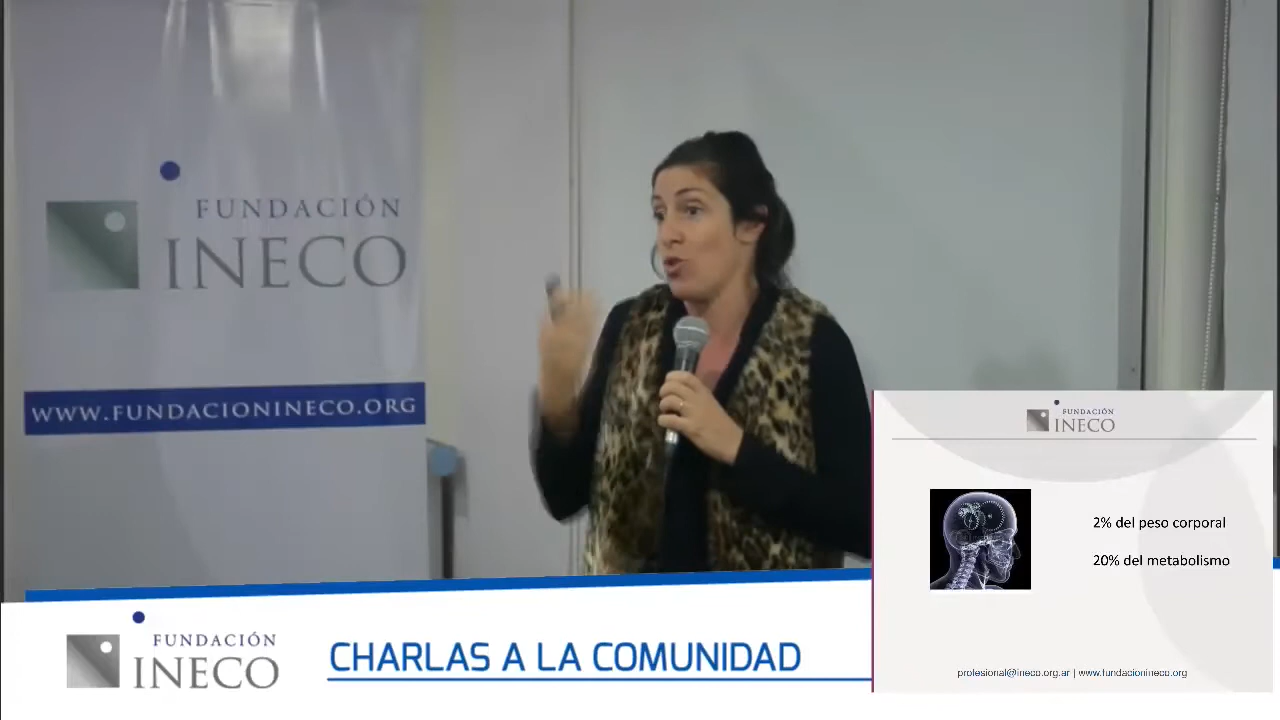 FUNDACIÓN
INECO
WWW.FUNDACIONINECO.ORG
FUNDACIÓN
INECO
2% del peso corporal
20% del metabolismo
profesional@ineco.org.ar | www.fundacionineco.org
FUNDACIÓN
INECO
CHARLAS A LA COMUNIDAD